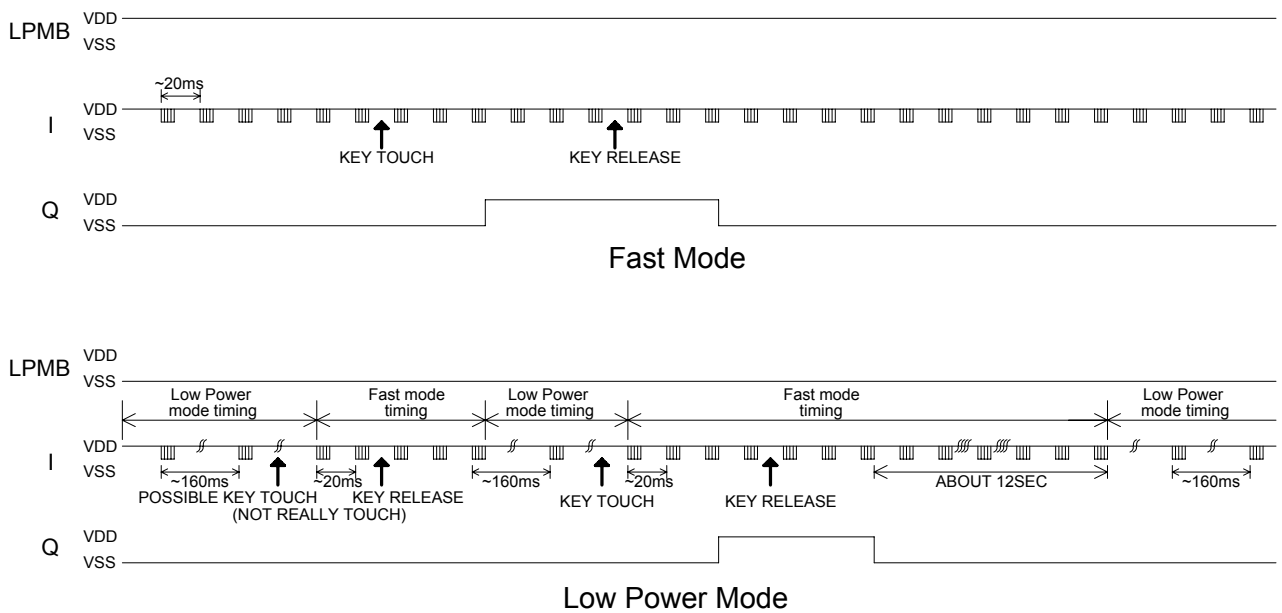 LPMB
VDD
VSS
~20ms
I
VDD
VSS
KEY TOUCH
KEY RELEASE
Q
VDD
VSS
Fast Mode
LPMB
VDD
VSS
Low Power
mode timing
Fast mode
timing
Low Power
mode timing
Fast mode
timing
Low Power
mode timing
I
VDD
VSS
~160ms
POSSIBLE KEY TOUCH
(NOT REALLY TOUCH)
~20ms
KEY RELEASE
~160ms
KEY TOUCH
~20ms
KEY RELEASE
ABOUT 12SEC
~160ms
Q
VDD
VSS
Low Power Mode